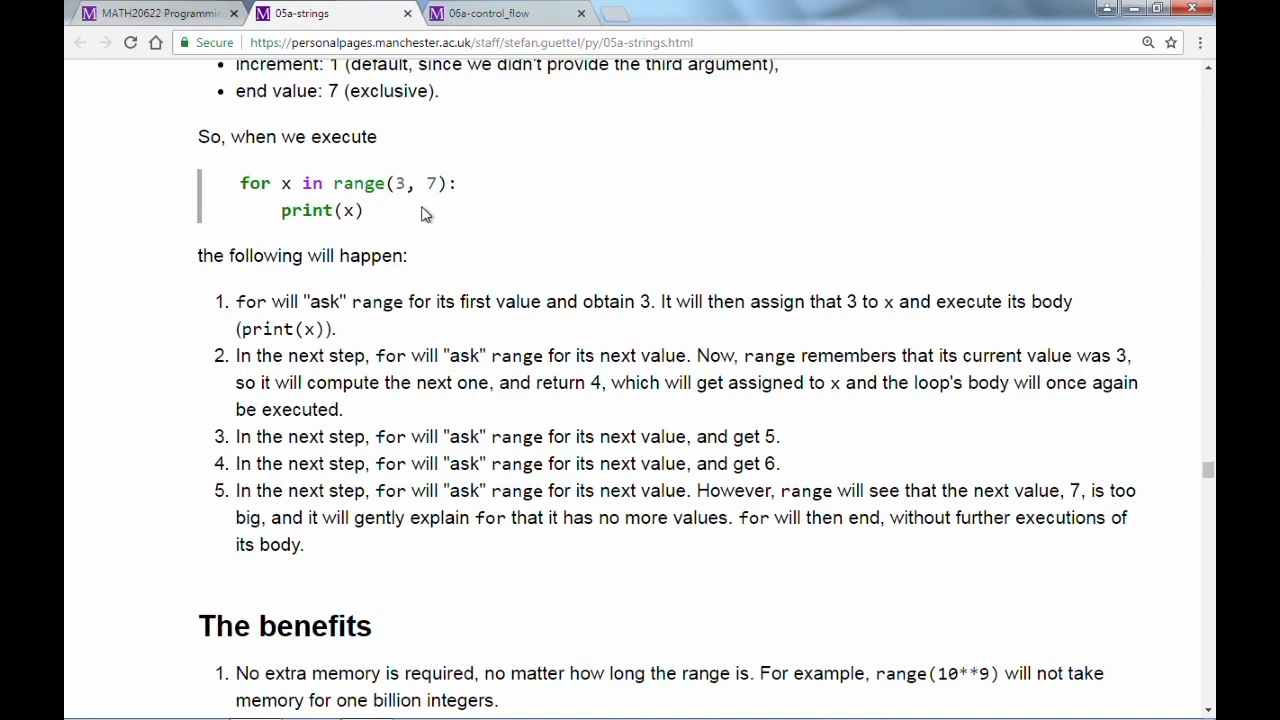 MATH20622 Programmin
05a-strings
06a-control_flow
Secure
https://personalpages.manchester.ac.uk/staff/stefan.guettel/py/05a-strings.html
• increment: 1 (default, since we didn't provide the third argument),
• end value: 7 (exclusive).
So, when we execute
for x in range(3, 7):
print(x)
the following will happen:
1. for will "ask" range for its first value and obtain 3. It will then assign that 3 to x and execute its body
(print(x)).
2. In the next step, for will "ask" range for its next value. Now, range remembers that its current value was 3,
so it will compute the next one, and return 4, which will get assigned to x and the loop's body will once again
be executed.
3. In the next step, for will "ask" range for its next value, and get 5.
4. In the next step, for will "ask" range for its next value, and get 6.
5. In the next step, for will "ask" range for its next value. However, range will see that the next value, 7, is too
big, and it will gently explain for that it has no more values. for will then end, without further executions of
its body.
The benefits
1. No extra memory is required, no matter how long the range is. For example, range(10**9) will not take
memory for one billion integers.